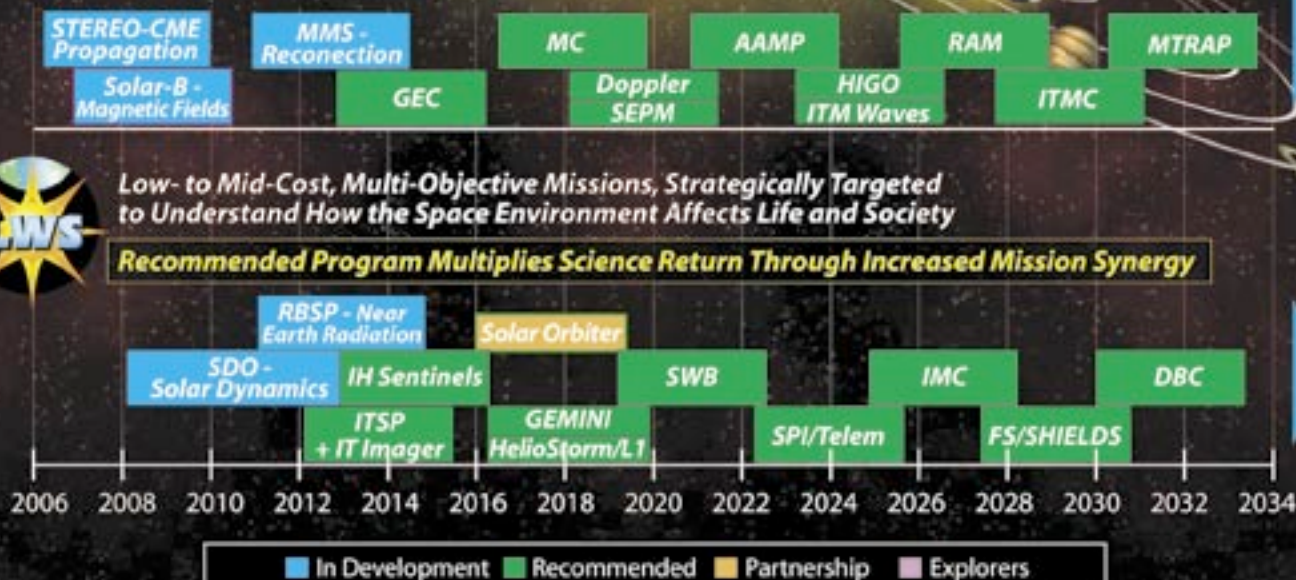 STEREO-CME
Propagation
MMS -
Reconection
MC
AAMP
RAM
MTRAP
Solar-B -
Magnetic Fields
GEC
Doppler
SEPM
HIGO
ITM Waves
ITMC
LWS
Low- to Mid-Cost, Multi-Objective Missions, Strategically Targeted
to Understand How the Space Environment Affects Life and Society
Recommended Program Multiplies Science Return Through Increased Mission Synergy
RBSP - Near
Earth Radiation
Solar Orbiter
SDO -
Solar Dynamics
IH Sentinels
SWB
IMC
DBC
ITSP
+ IT Imager
GEMINI
HelioStorm/L1
SPI/Telem
FS/SHIELDS
2006 2008 2010 2012 2014 2016 2018 2020 2022 2024 2026 2028 2030 2032 2034
In Development Recommended Partnership Explorers